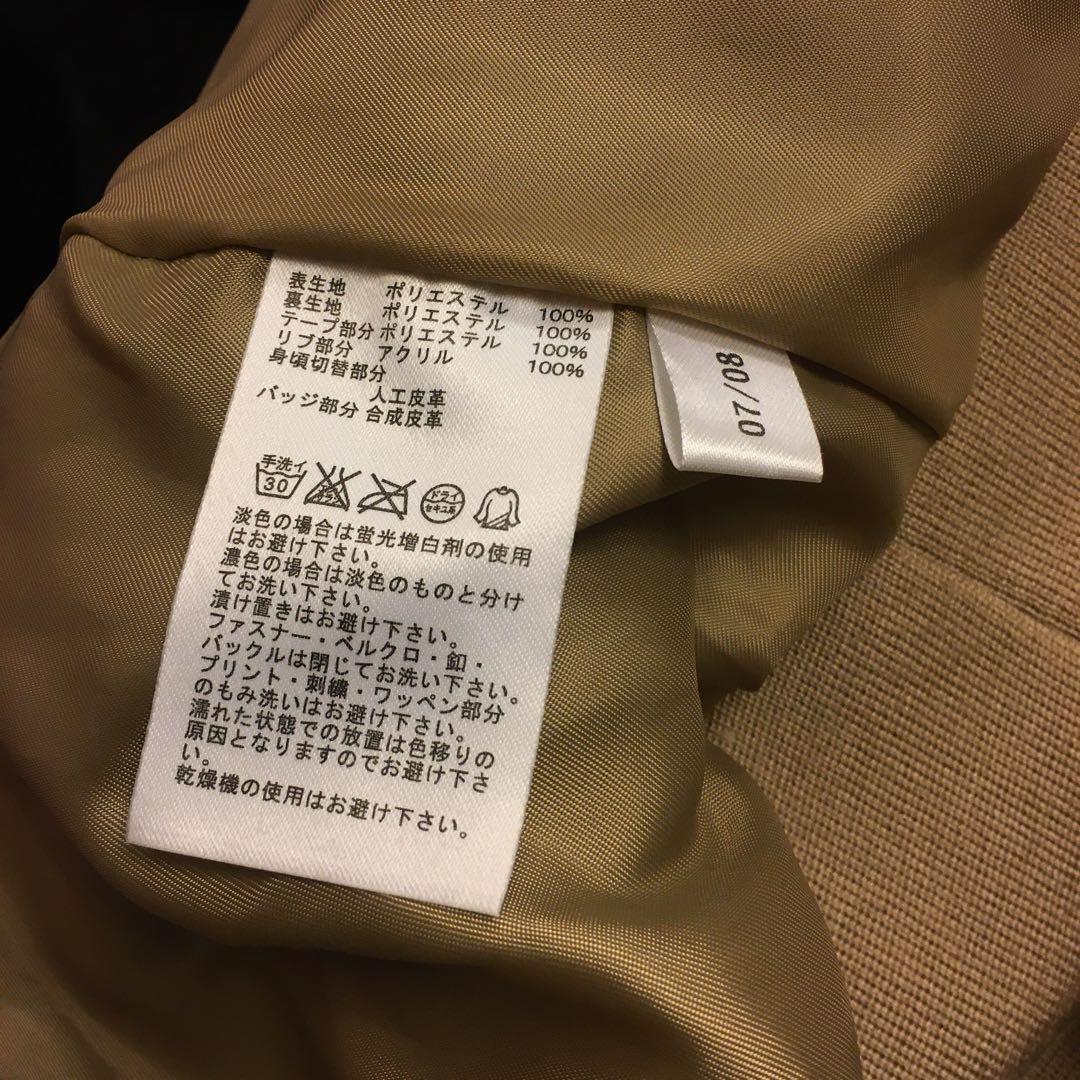 表生地 ポリエステル 100%
裏生地 ポリエステル 100%
テープ部分 ポリエステル 100%
リブ部分 アクリル 100%
身頃切替部分
人工皮革
バッジ部分 合成皮革
手洗イ
30
エンソ
サラシ
ドライ
セキユ系
淡色の場合は蛍光増白剤の使用
はお避け下さい。
濃色の場合は淡色のものと分け
てお洗い下さい。
漬け置きはお避け下さい。
ファスナー・ベルクロ・釦・
バックルは閉じてお洗い下さい。
プリント・刺繍・ワッペン部分
のもみ洗いはお避け下さい。
濡れた状態での放置は色移りの
原因となりますのでお避け下さ
い。
乾燥機の使用はお避け下さい。
07/08